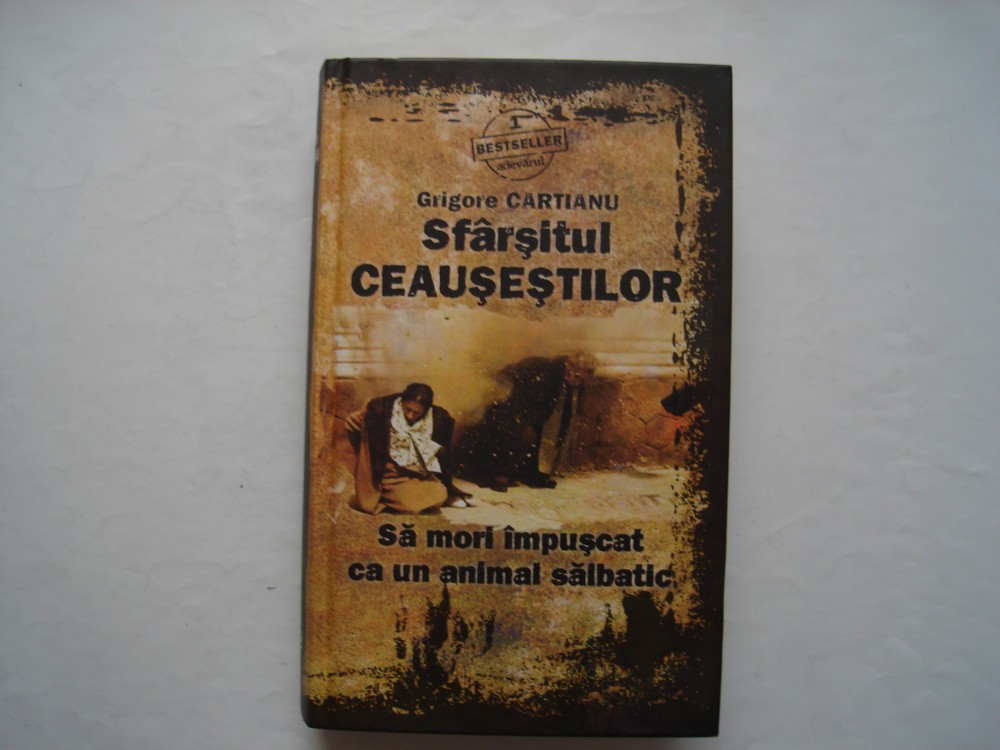 1
BESTSELLER
adevărul
Grigore CARTIANU
Sfârşitul
CEAUŞEŞTILOR
Să mori împuşcat
ca un animal sălbatic